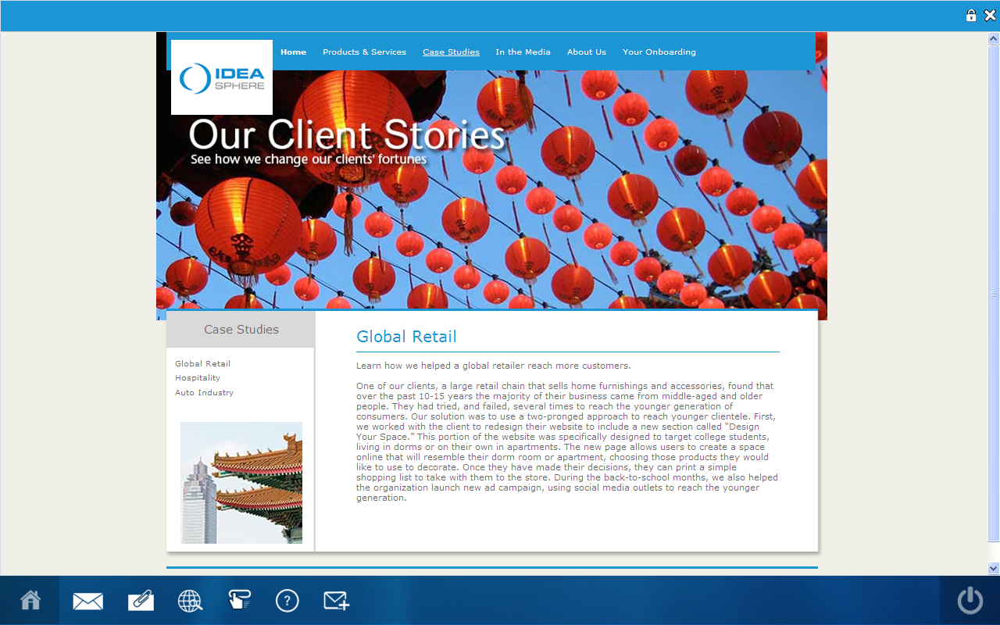 Home Products & Services Case Studies In the Media About Us Your Onboarding
IDEA
SPHERE
Our Client Stories
See how we change our clients' fortunes
Case Studies
Global Retail
Hospitality
Auto Industry
Global Retail
Learn how we helped a global retailer reach more customers.
One of our clients, a large retail chain that sells home furnishings and accessories, found that
over the past 10-15 years the majority of their business came from middle-aged and older
people. They had tried, and failed, several times to reach the younger generation of
consumers. Our solution was to use a two-pronged approach to reach younger clientele. First,
we worked with the client to redesign their website to include a new section called “Design
Your Space.” This portion of the website was specifically designed to target college students,
living in dorms or on their own in apartments. The new page allows users to create a space
online that will resemble their dorm room or apartment, choosing those products they would
like to use to decorate. Once they have made their decisions, they can print a simple
shopping list to take with them to the store. During the back-to-school months, we also helped
the organization launch new ad campaign, using social media outlets to reach the younger
generation.